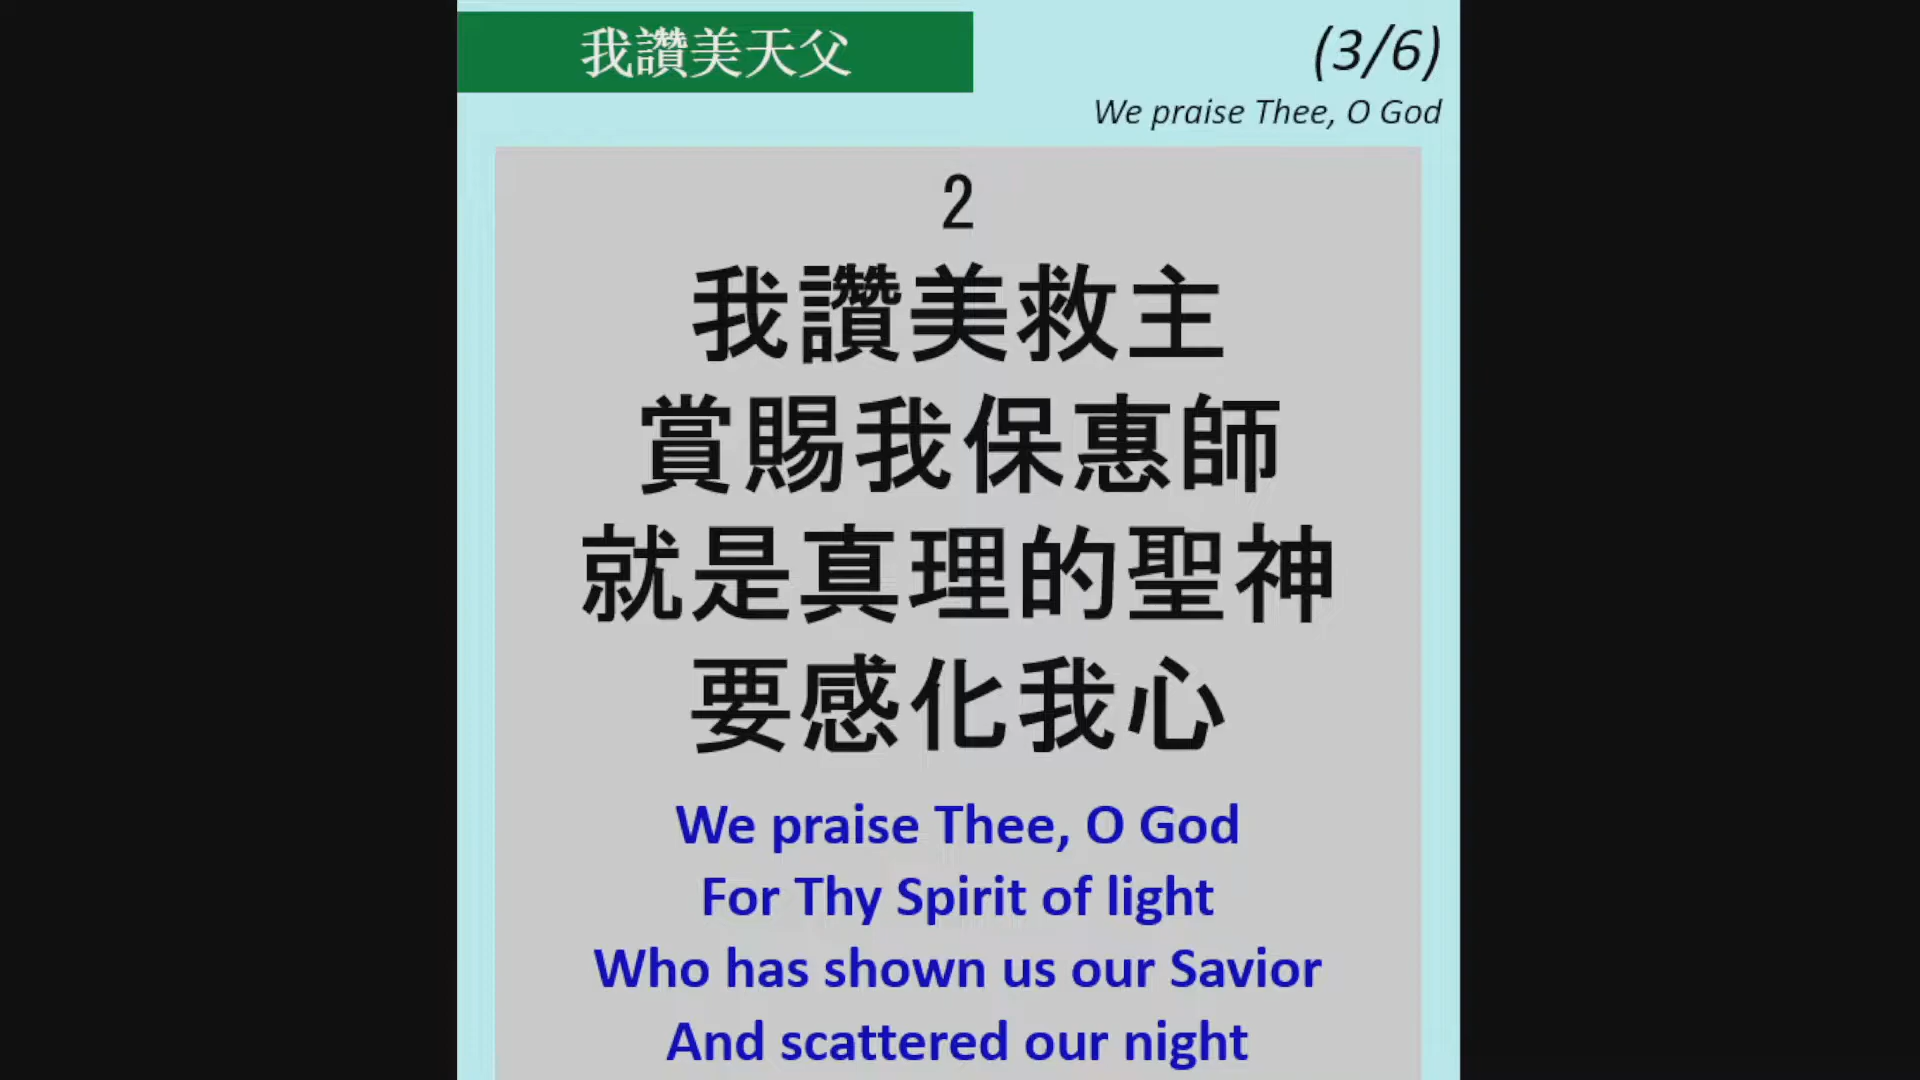 我讚美天父
(3/6)
We praise Thee, O God
2
我讚美救主
賞賜我保惠師
就是真理的聖神
要感化我心
We praise Thee, O God
For Thy Spirit of light
Who has shown us our Savior
And scattered our night